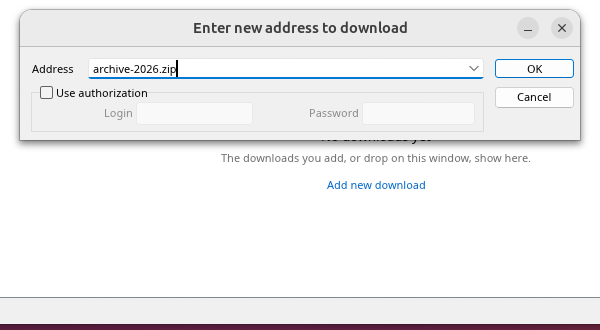 Enter new address to download
Address
archive-2026.zip
OK
Use authorization
Cancel
Login
Password
The downloads you add, or drop on this window, show here.
Add new download